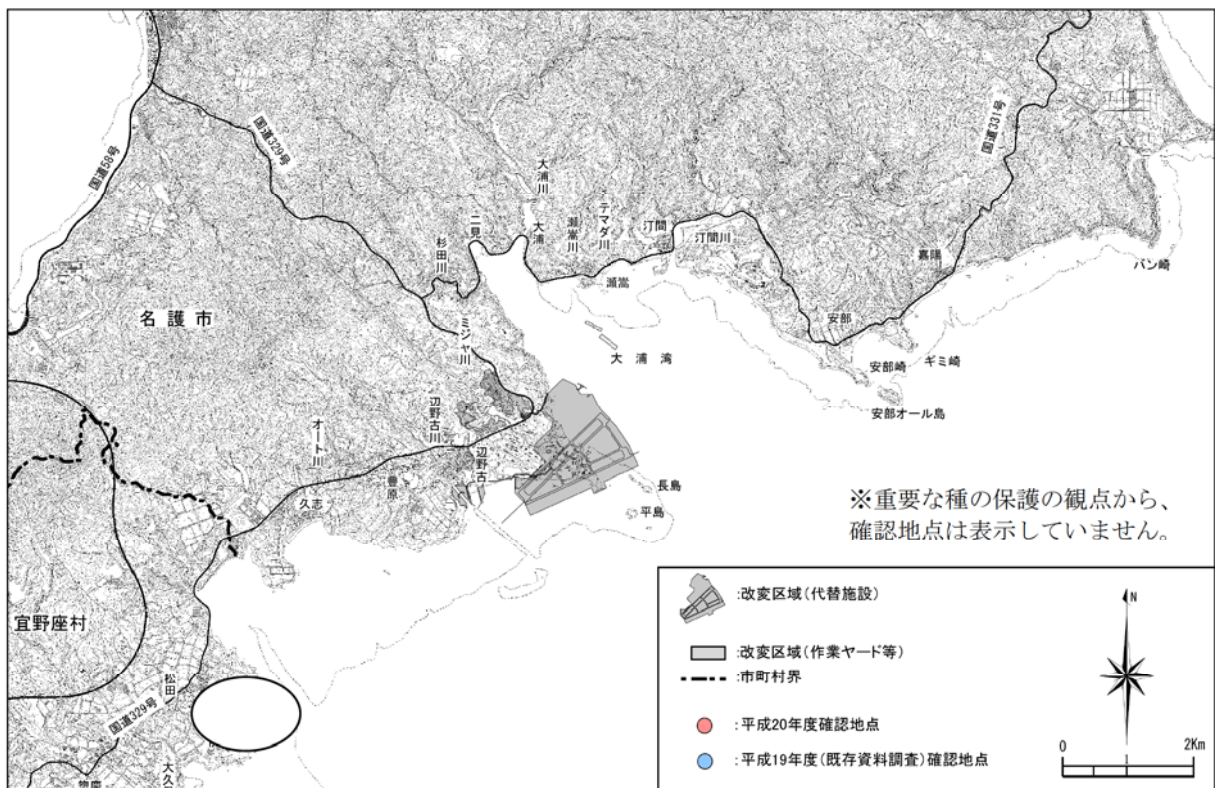 国道58号
国道329号
国道331号
大浦川
二見
大浦
瀬嵩川
テマダ川
汀間
汀間川
杉田川
瀬嵩
嘉陽
バン崎
名護市
ミジャ川
大浦湾
安部
安部崎
ギミ崎
安部オール島
辺野古川
オート川
辺野古
豊原
久志
長島
平島
※重要な種の保護の観点から、
確認地点は表示していません。
宜野座村
松田
国道329号
:改変区域(代替施設)
:改変区域(作業ヤード等)
:市町村界
:平成20年度確認地点
:平成19年度(既存資料調査)確認地点
N
0 1 2Km